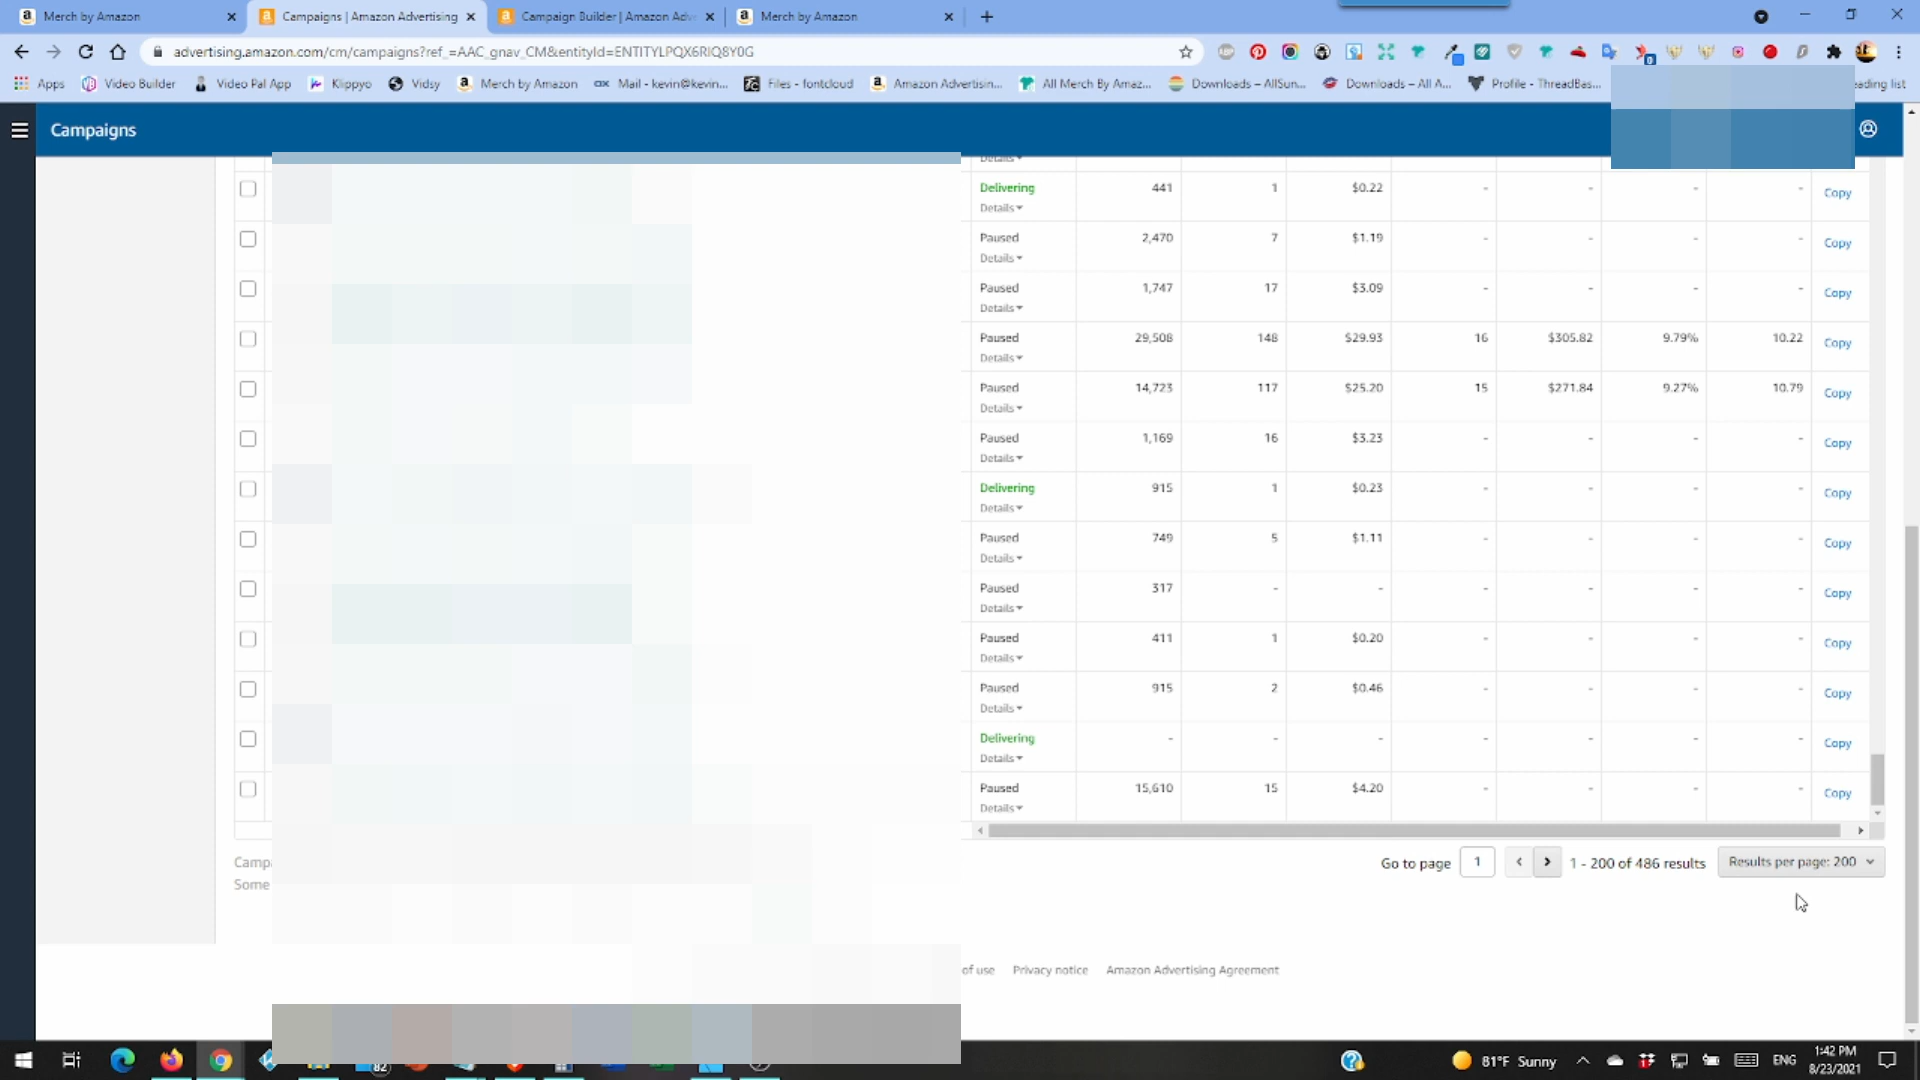 Merch by Amazon
Campaigns | Amazon Advertising
Campaign Builder | Amazon Adv
Merch by Amazon
advertising.amazon.com/cm/campaigns?ref_=AAC_gnav_CM&entityId=ENTITYLPQX6RIQ8Y0G
Apps Video Builder Video Pal App Klippyo Vidsy Merch by Amazon Mail - kevin@kevin... Files - fontcloud Amazon Advertisin... All Merch By Amaz... Downloads – AllSun... Downloads – All A... Profile - ThreadBas... eading list
Campaigns
Details
Delivering 441 1 $0.22 - - - - Copy
Details
Paused 2,470 7 $1.19 - - - - Copy
Details
Paused 1,747 17 $3.09 - - - - Copy
Details
Paused 29,508 148 $29.93 16 $305.82 9.79% 10.22 Copy
Details
Paused 14,723 117 $25.20 15 $271.84 9.27% 10.79 Copy
Details
Paused 1,169 16 $3.23 - - - - Copy
Details
Delivering 915 1 $0.23 - - - - Copy
Details
Paused 749 5 $1.11 - - - - Copy
Details
Paused 317 - - - - - - Copy
Details
Paused 411 1 $0.20 - - - - Copy
Details
Paused 915 2 $0.46 - - - - Copy
Details
Delivering - - - - - - - Copy
Details
Paused 15,610 15 $4.20 - - - - Copy
Details
Go to page 1 1 - 200 of 486 results Results per page: 200
Camp
Some
of use Privacy notice Amazon Advertising Agreement
82
81°F Sunny ENG 1:42 PM
8/23/2021